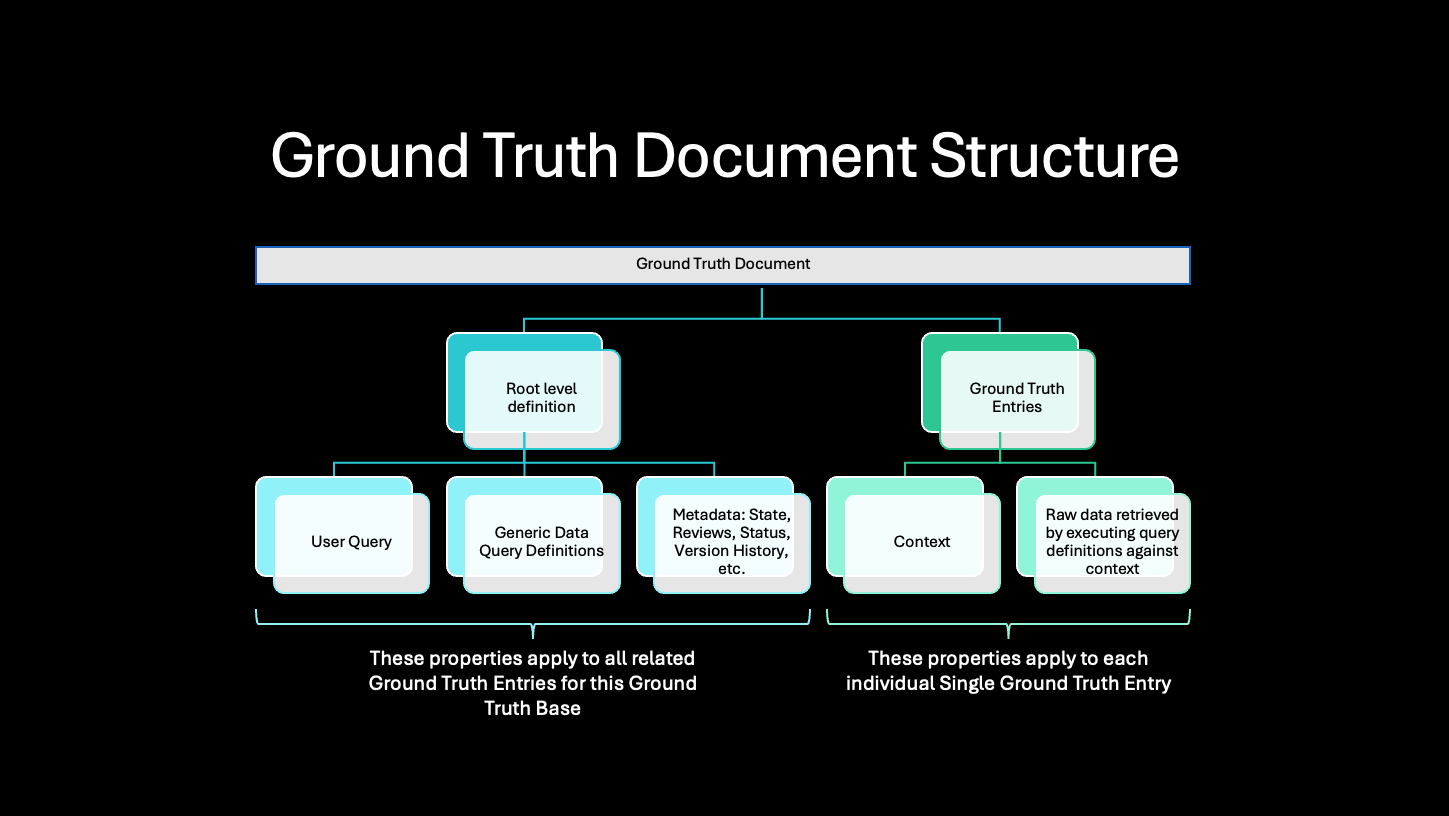 Ground Truth Document Structure
Ground Truth Document
Root level
definition
Ground Truth
Entries
User Query
Generic Data
Query Definitions
Metadata: State,
Reviews, Status,
Version History,
etc.
Context
Raw data retrieved
by executing query
definitions against
context
These properties apply to all related
Ground Truth Entries for this Ground
Truth Base
These properties apply to each
individual Single Ground Truth Entry